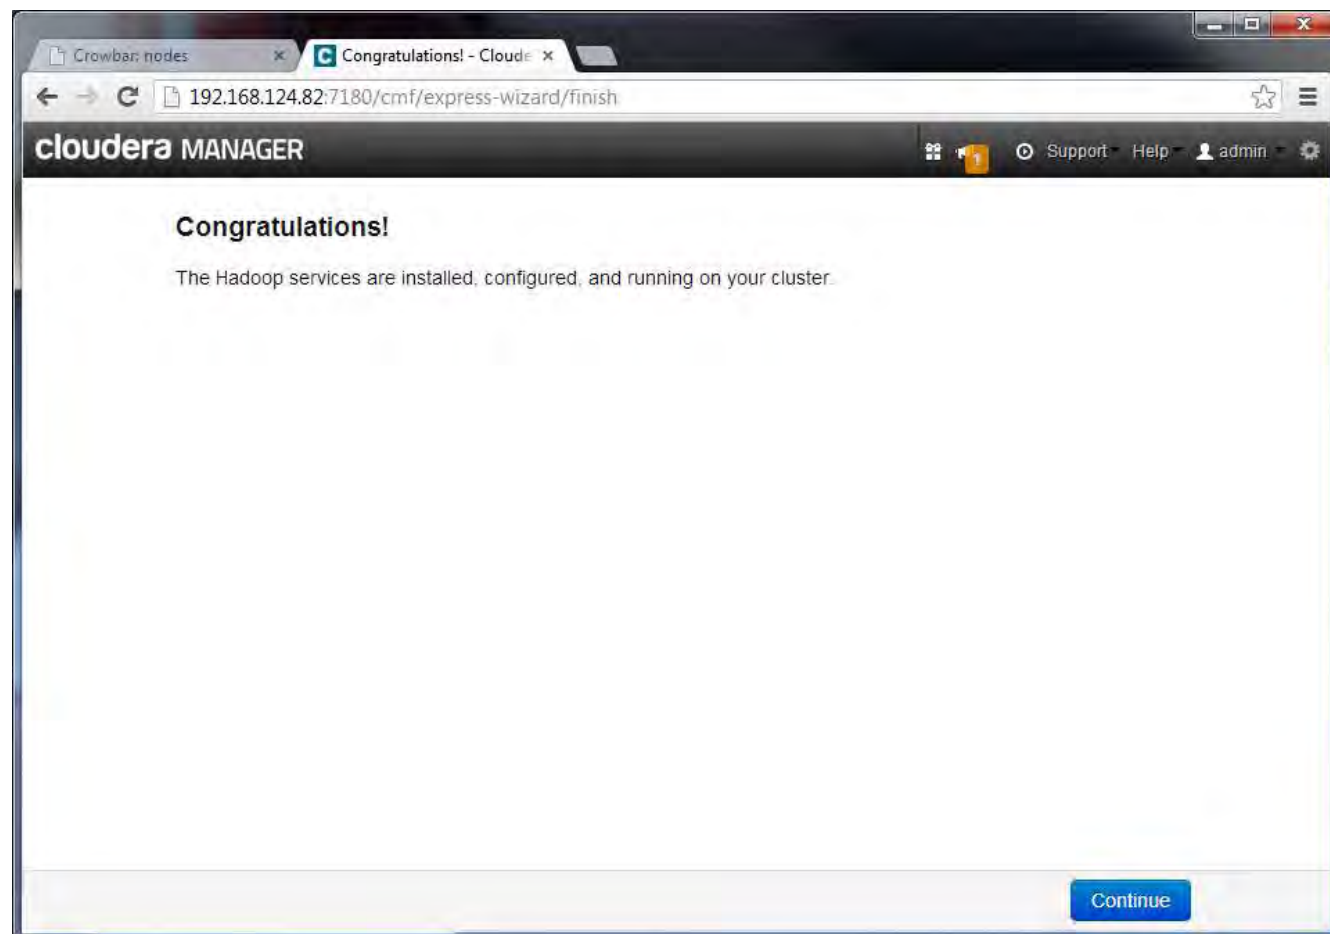 Crowbar: nodes
Congratulations! - Cloude
192.168.124.82:7180/cmf/express-wizard/finish
cloudera MANAGER
1
Support
Help
admin
Congratulations!
The Hadoop services are installed, configured, and running on your cluster.
Continue